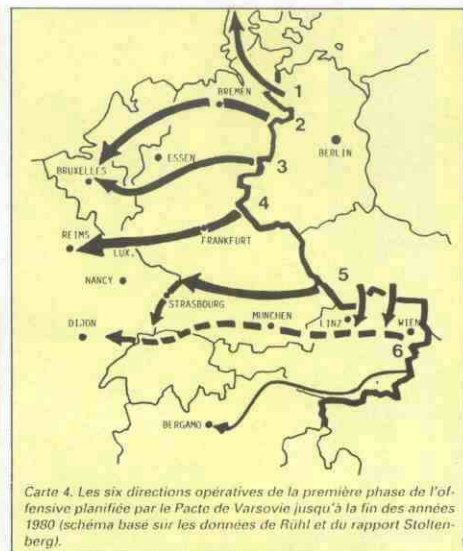 1
BREMEN
2
BERLIN
ESSEN
3
BRUXELLES
4
REIMS
LUX.
FRANKFURT
NANCY
5
STRASBOURG
MÜNCHEN
LINZ
WIEN
DIJON
6
BERGAMO
Carte 4. Les six directions opératives de la première phase de l'of-
fensive planifiée par le Pacte de Varsovie jusqu'à la fin des années
1980 (schéma basé sur les données de Rühl et du rapport Stolten-
berg).